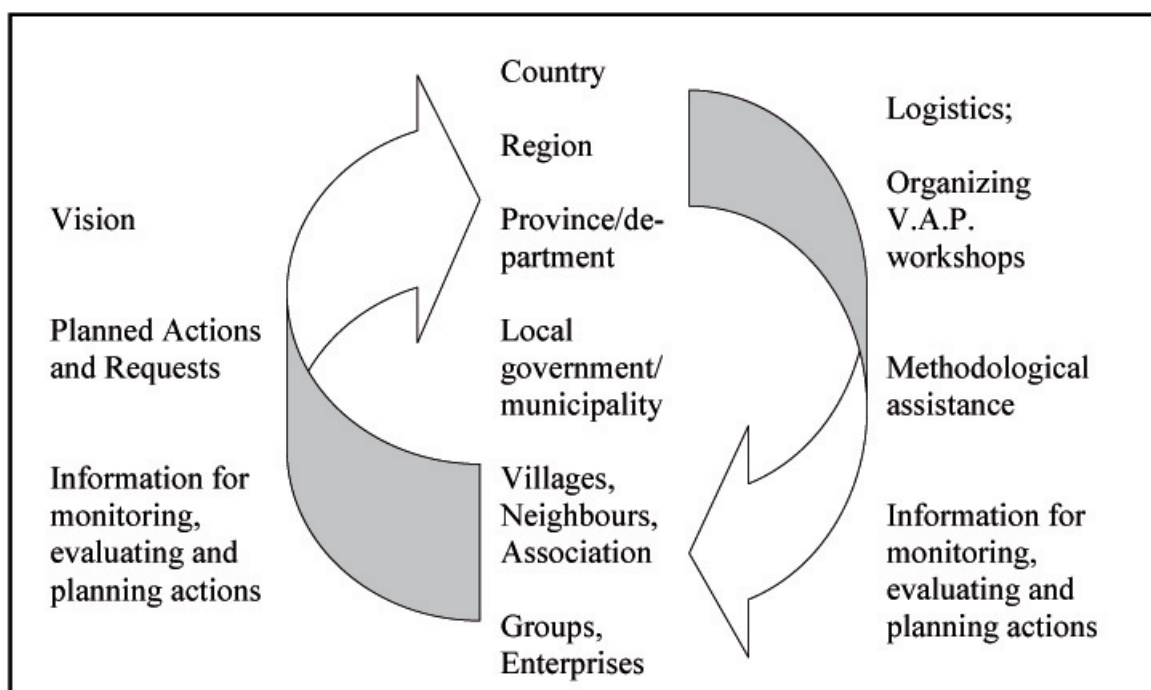 Vision
Planned Actions
and Requests
Information for
monitoring,
evaluating and
planning actions
Country
Region
Province/de-
partment
Local
government/
municipality
Villages,
Neighbours,
Association
Groups,
Enterprises
Logistics;
Organizing
V.A.P.
workshops
Methodological
assistance
Information for
monitoring,
evaluating and
planning actions